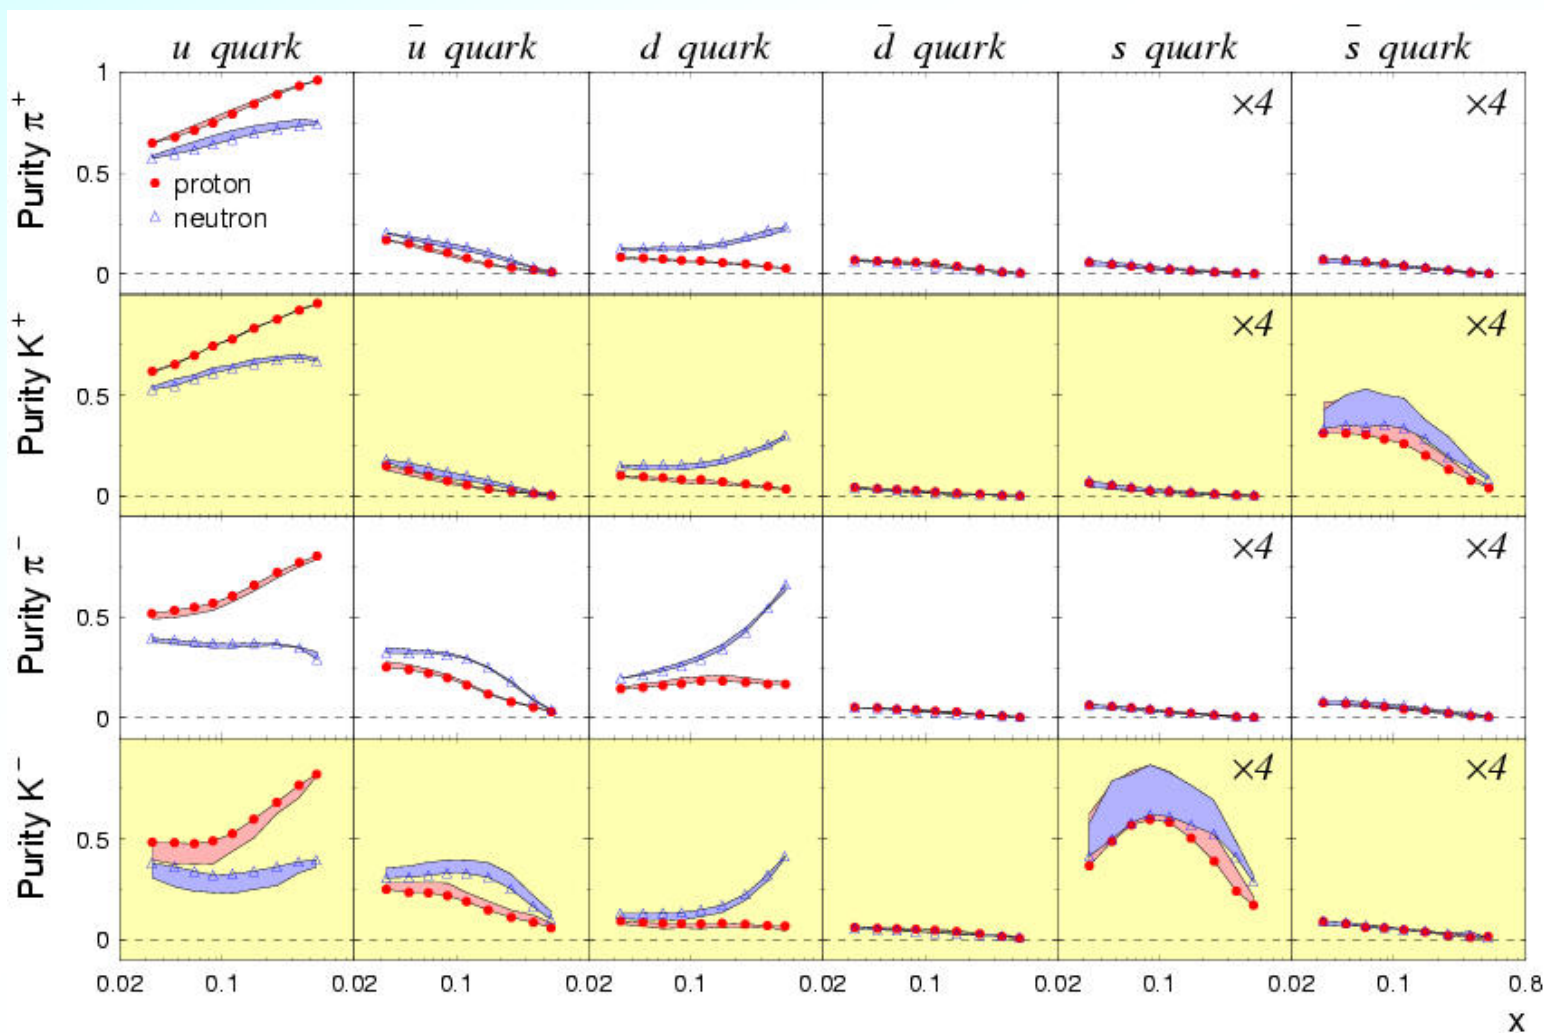 u quark ū quark d quark d̄ quark s quark s̄ quark
Purity π⁺
1
0.5
0
proton
neutron
×4
×4
Purity K⁺
0.5
0
×4
×4
Purity π⁻
0.5
0
×4
×4
Purity K⁻
0.5
0
×4
×4
0.02 0.1 0.02 0.1 0.02 0.1 0.02 0.1 0.02 0.1 0.02 0.1 0.8
x